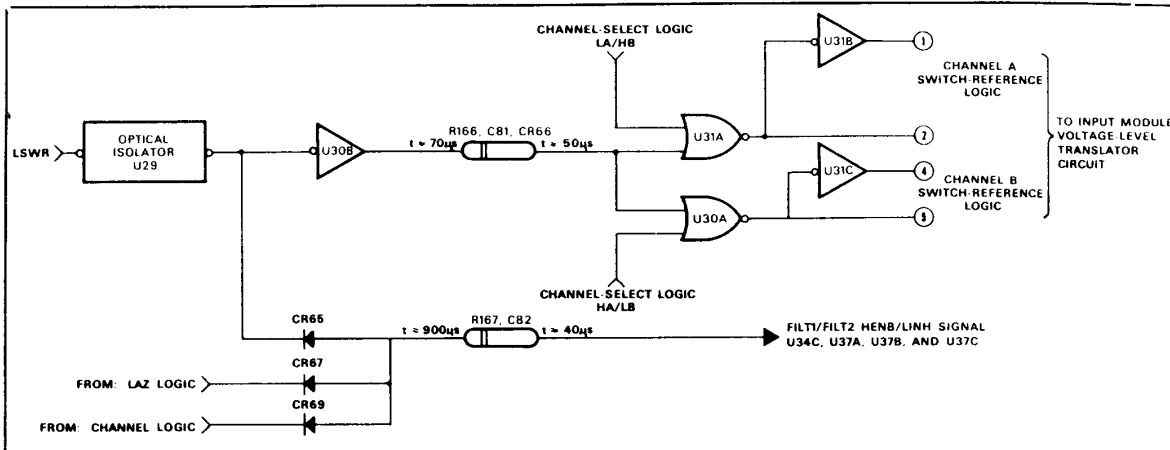 CHANNEL-SELECT LOGIC
LA/HB
U31B
1
CHANNEL A
SWITCH-REFERENCE
LOGIC
OPTICAL
ISOLATOR
U29
LSWR
U30B
R166, C81, CR66
t ≈ 70µs
t ≈ 50µs
U31A
2
TO INPUT MODULE
VOLTAGE-LEVEL
TRANSLATOR
CIRCUIT
U31C
4
CHANNEL B
SWITCH-REFERENCE
LOGIC
U30A
5
CHANNEL-SELECT LOGIC
HA/LB
CR65
R167, C82
t ≈ 900µs
t ≈ 40µs
FILT1/FILT2 HENB/LINH SIGNAL
U34C, U37A, U37B, AND U37C
CR67
FROM: LAZ LOGIC
CR69
FROM: CHANNEL LOGIC